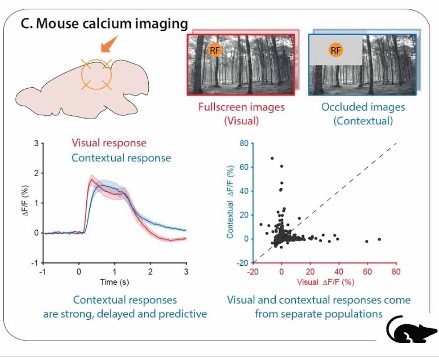 C. Mouse calcium imaging
RF
RF
Fullscreen images
(Visual)
Occluded images
(Contextual)
Visual response
Contextual response
ΔF/F (%)
3
2
1
0
-1
-1 0 1 2 3
Time (s)
Contextual responses
are strong, delayed and predictive
Contextual ΔF/F (%)
80
60
40
20
0
-20
-20 0 20 40 60 80
Visual ΔF/F (%)
Visual and contextual responses come
from separate populations